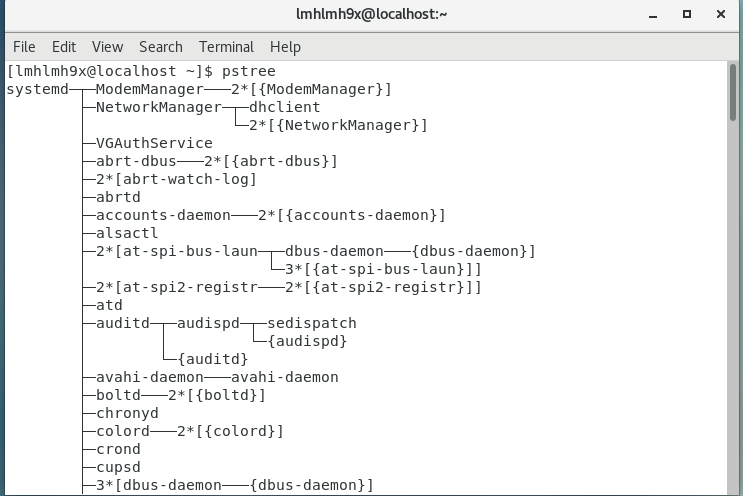 lmhlmh9x@localhost:~
File Edit View Search Terminal Help
[lmhlmh9x@localhost ~]$ pstree
systemd─┬─ModemManager───2*[{ModemManager}]
        ├─NetworkManager─┬─dhclient
        │                └─2*[{NetworkManager}]
        ├─VGAuthService
        ├─abrt-dbus───2*[{abrt-dbus}]
        ├─2*[abrt-watch-log]
        ├─abrtd
        ├─accounts-daemon───2*[{accounts-daemon}]
        ├─alsactl
        ├─2*[at-spi-bus-laun─┬─dbus-daemon───{dbus-daemon}]
        │                    └─3*[{at-spi-bus-laun}]]
        ├─2*[at-spi2-registr───2*[{at-spi2-registr}]]
        ├─atd
        ├─auditd─┬─audispd─┬─sedispatch
        │        │         └─{audispd}
        │        └─{auditd}
        ├─avahi-daemon───avahi-daemon
        ├─boltd───2*[{boltd}]
        ├─chronyd
        ├─colord───2*[{colord}]
        ├─crond
        ├─cupsd
        ├─3*[dbus-daemon───{dbus-daemon}]